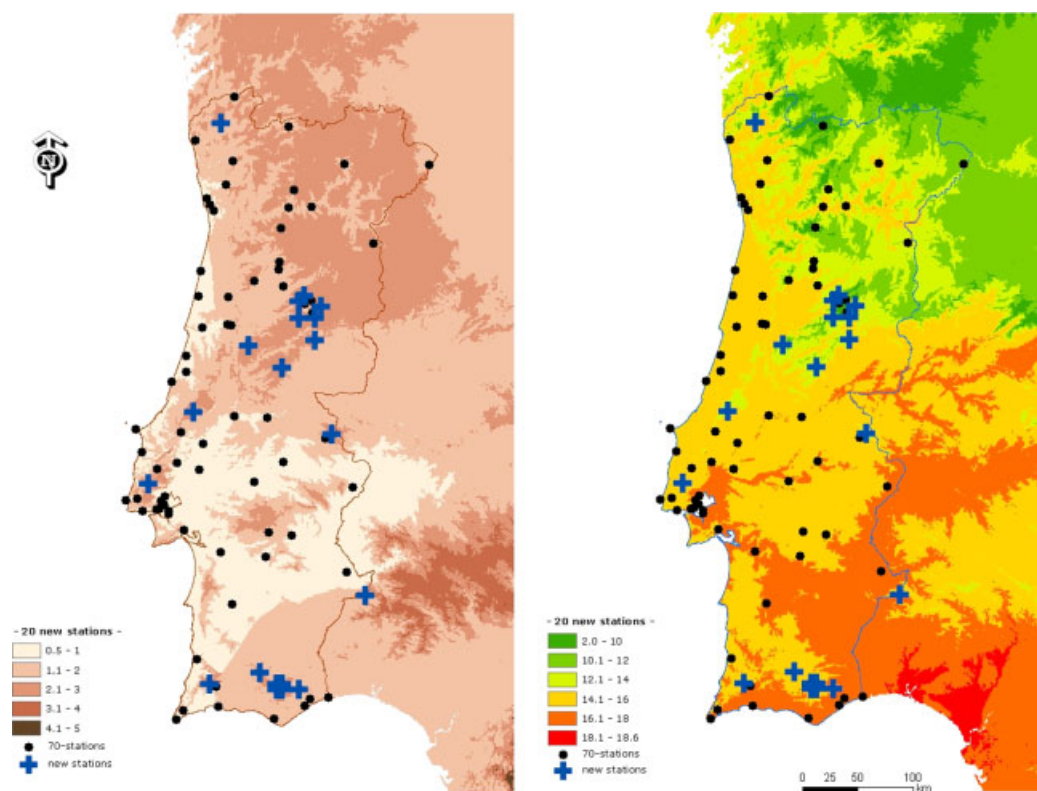 N
- 20 new stations -
0.5 - 1
1.1 - 2
2.1 - 3
3.1 - 4
4.1 - 5
70-stations
new stations
- 20 new stations -
2.0 - 10
10.1 - 12
12.1 - 14
14.1 - 16
16.1 - 18
18.1 - 18.6
70-stations
new stations
0 25 50 100
km